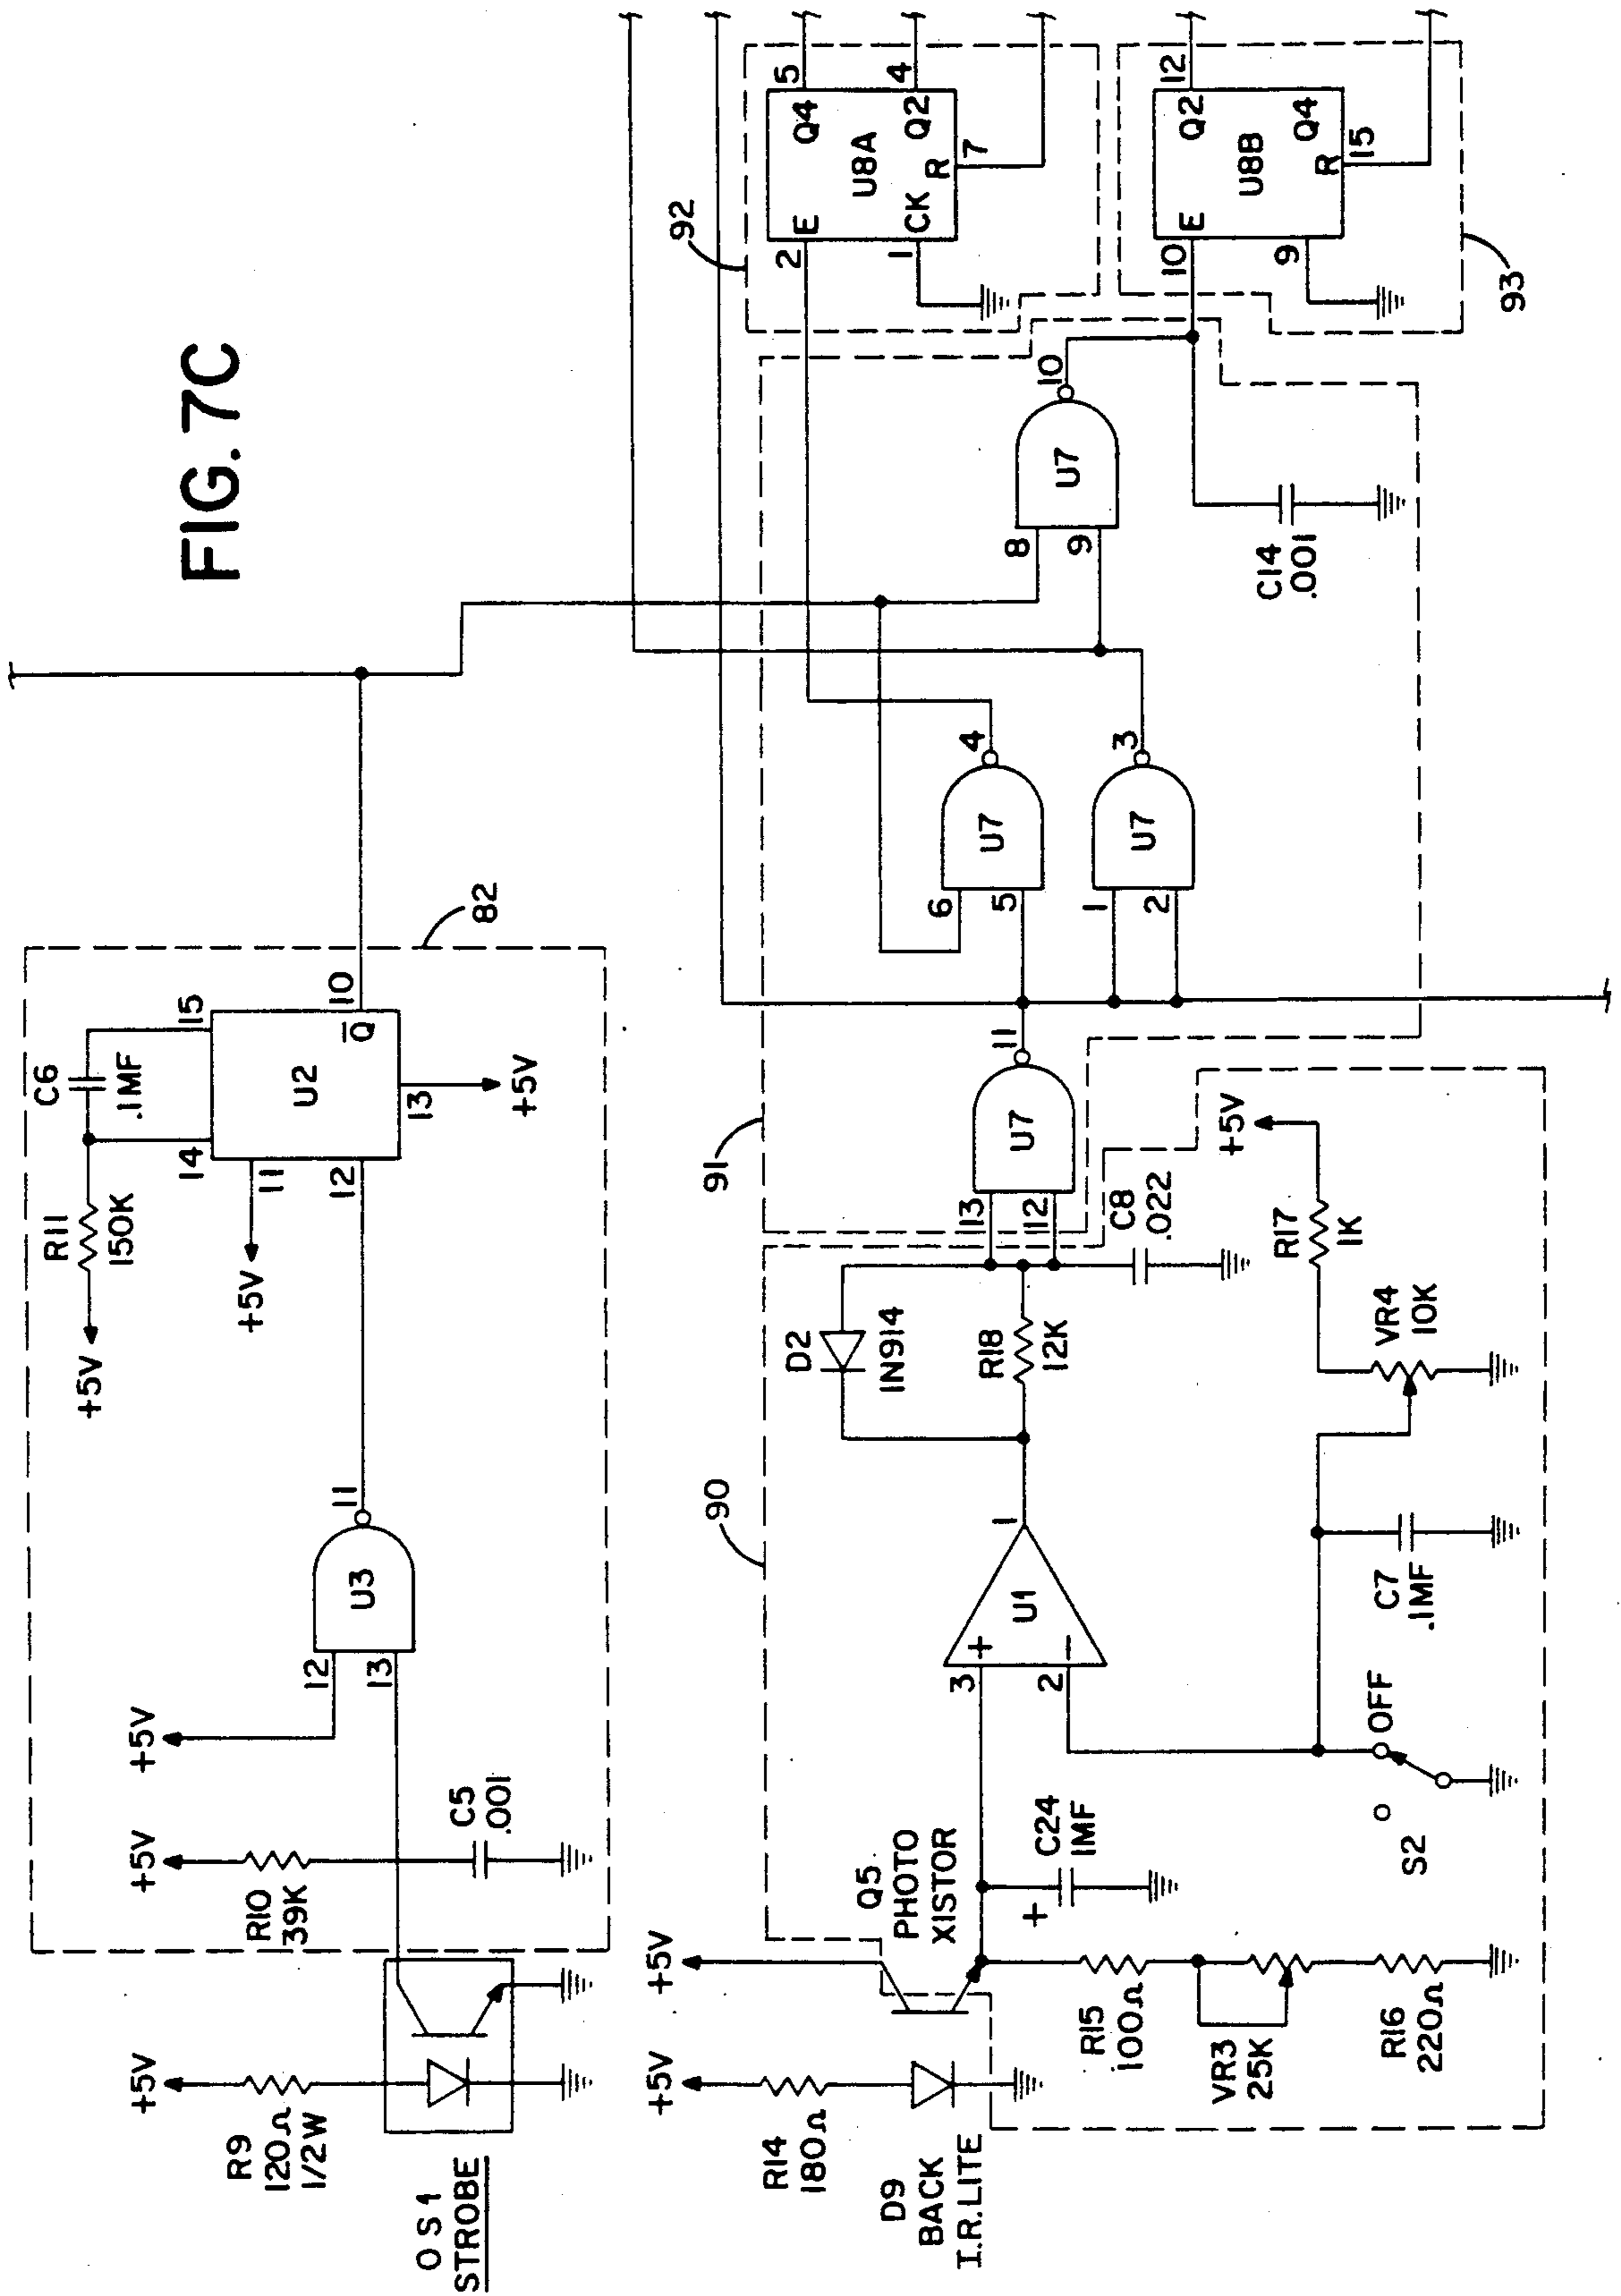 FIG. 7C
+5V
R9
120Ω
1/2W
OS1
STROBE
+5V
R10
39K
C5
.001
+5V
12
13
U3
11
+5V
R11
150K
C6
.1MF
+5V
14
11
12
15
U2
Q̅
10
13
+5V
82
+5V
R14
180Ω
D9
BACK
I.R.LITE
+5V
Q5
PHOTO
XISTOR
R15
100Ω
VR3
25K
R16
220Ω
+
C24
1MF
90
3
2
+
−
U1
1
S2
OFF
C7
.1MF
VR4
10K
R17
1K
+5V
D2
IN914
R18
12K
C8
.022
91
13
12
U7
11
6
5
U7
4
1
2
U7
3
8
9
U7
10
C14
.001
92
2
E
1
CK
U8A
Q4
5
Q2
4
R
7
10
E
9
U8B
Q2
12
Q4
R
15
93